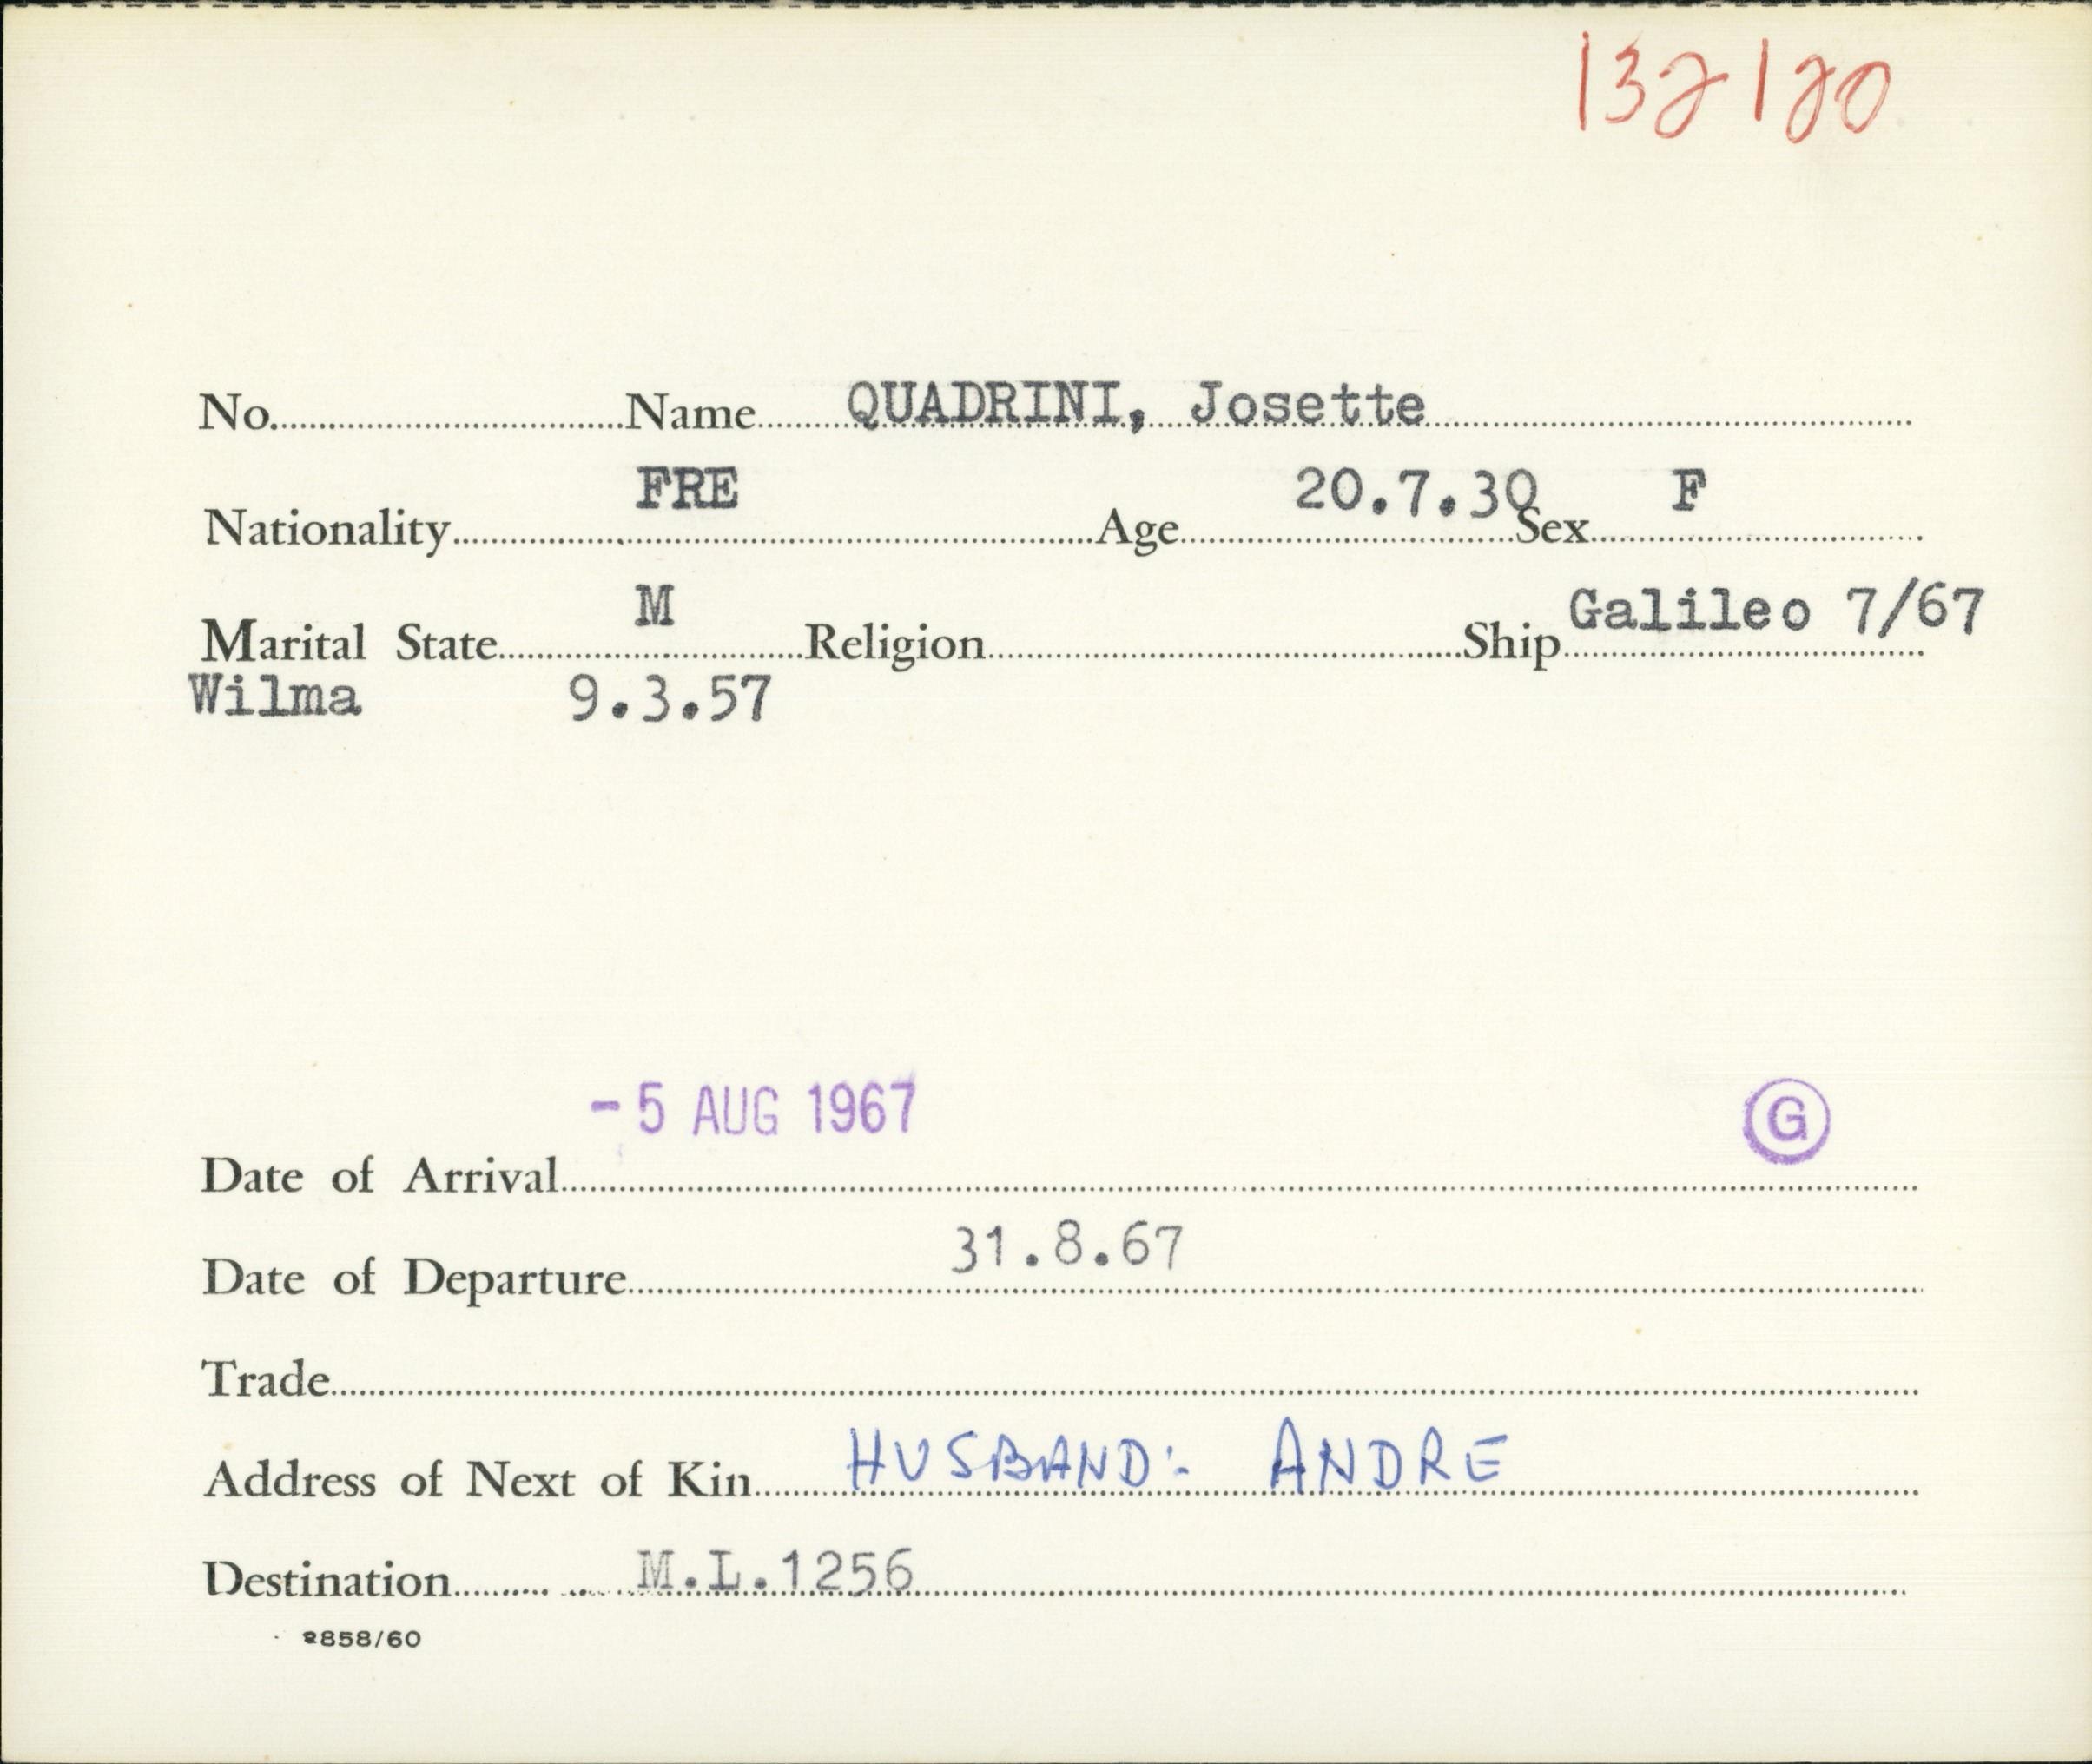 132120
No. Name QUADRINI, Josette
Nationality FRE Age 20.7.30 Sex F
Marital State M Religion Ship Galileo 7/67
Wilma 9.3.57
-5 AUG 1967 G
Date of Arrival
Date of Departure 31.8.67
Trade
Address of Next of Kin HUSBAND:- ANDRE
Destination M.L.1256
2858/60